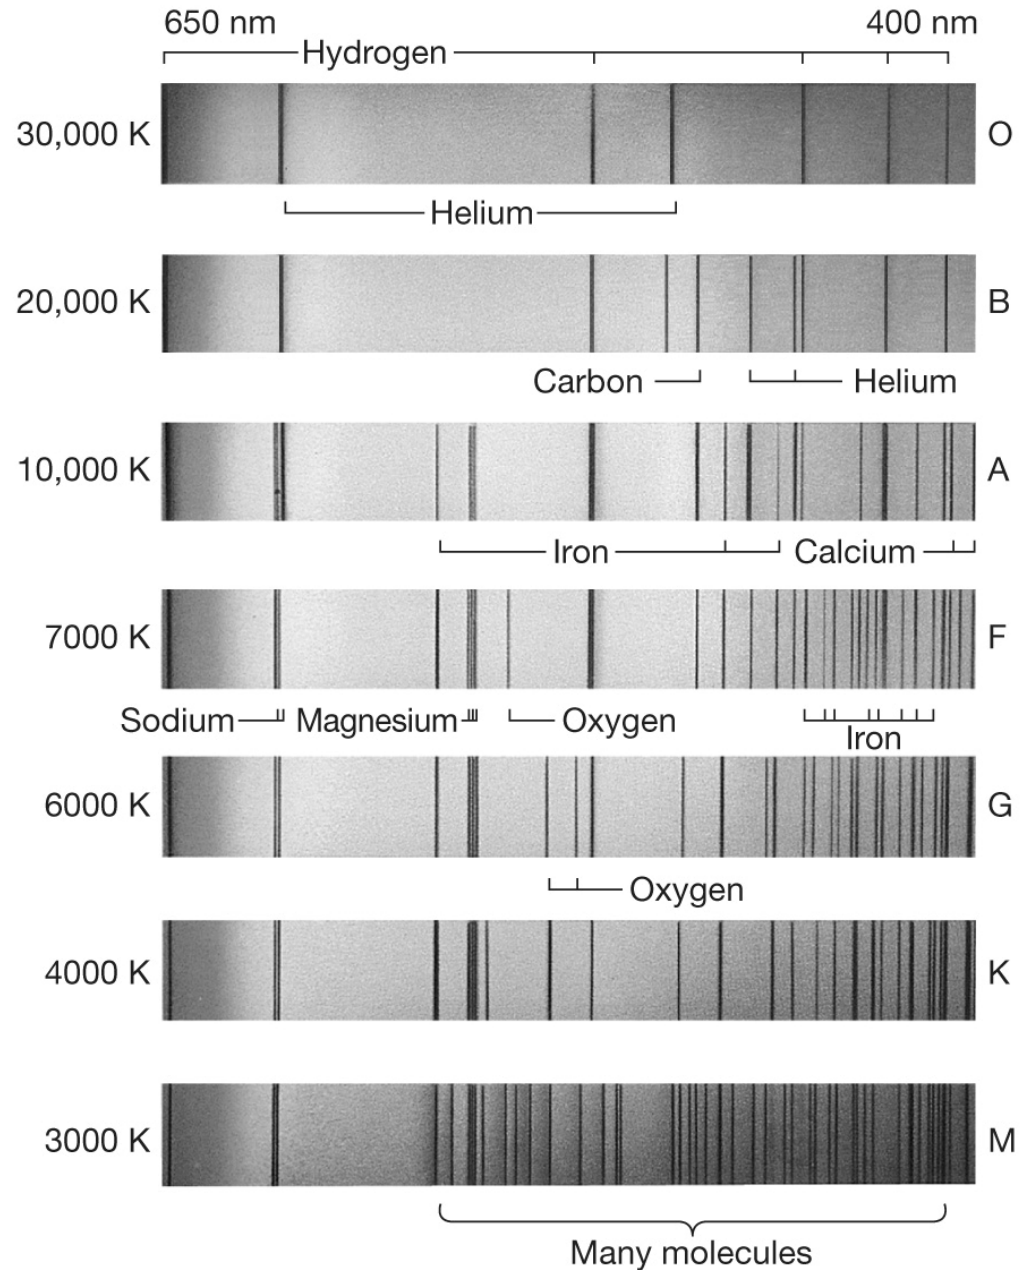 650 nm 400 nm
Hydrogen
30,000 K O
Helium
20,000 K B
Carbon Helium
10,000 K A
Iron Calcium
7000 K F
Sodium Magnesium Oxygen
Iron
6000 K G
Oxygen
4000 K K
3000 K M
Many molecules